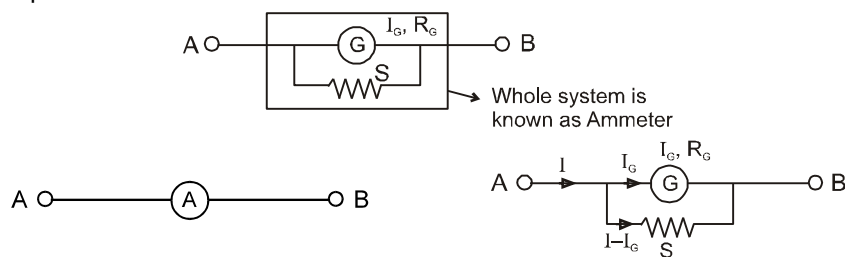 I_G, R_G
A G B
S
Whole system is
known as Ammeter
A A B
I_G, R_G
A I I_G G B
I–I_G
S